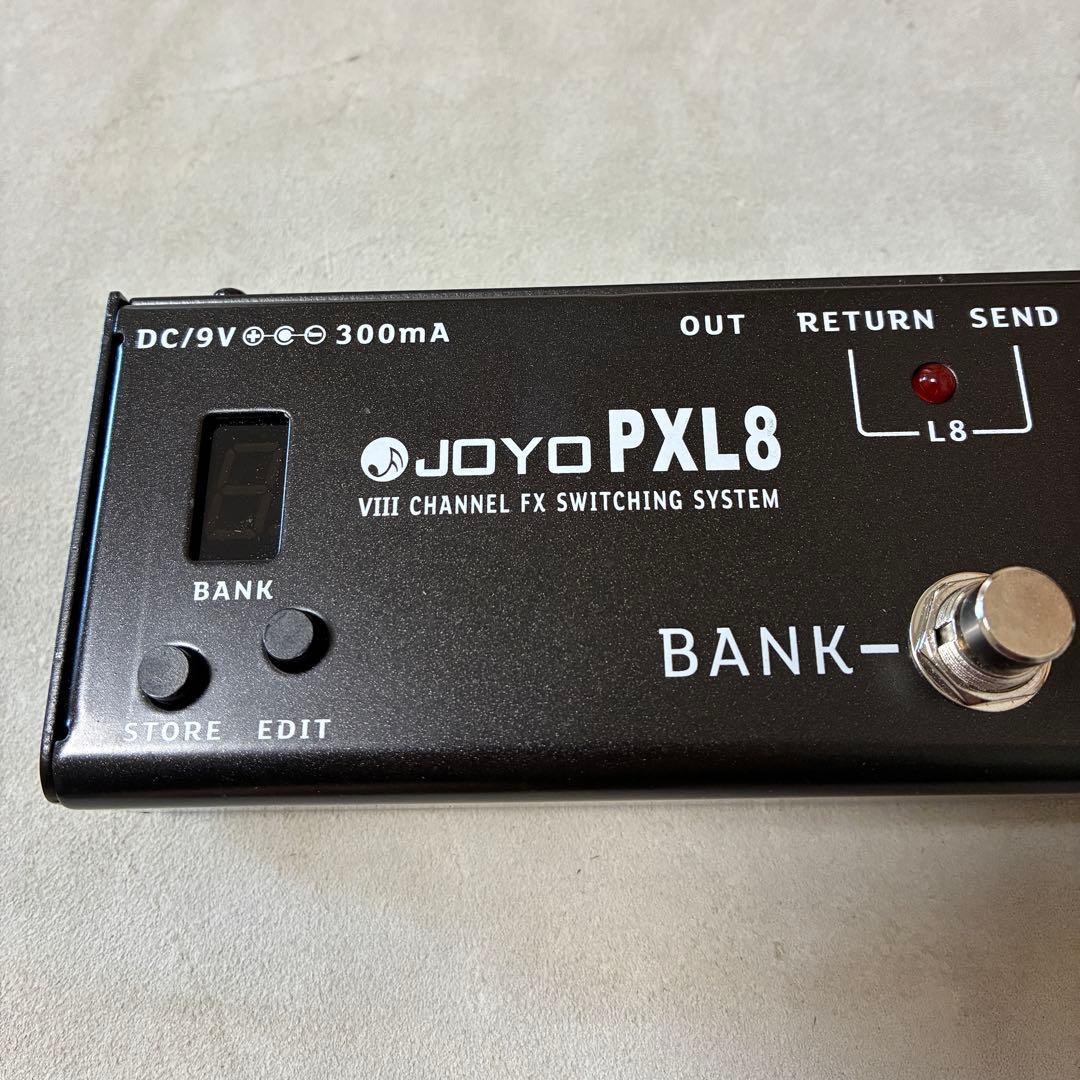 DC/9V 300mA
OUT RETURN SEND
L8
JOYO PXL8
VIII CHANNEL FX SWITCHING SYSTEM
BANK
BANK–
STORE EDIT